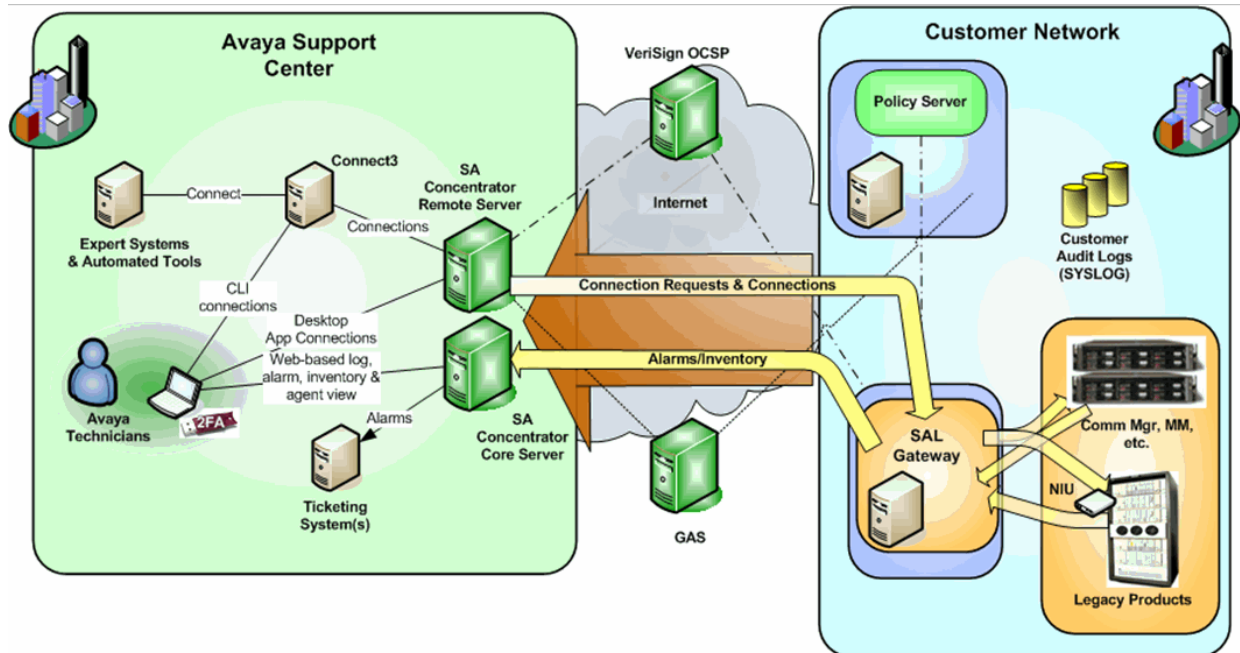 Avaya Support
Center
VeriSign OCSP
Customer Network
Policy Server
Connect3
SA
Concentrator
Remote Server
Internet
Connect
Connections
Expert Systems
& Automated Tools
Customer
Audit Logs
(SYSLOG)
CLI
connections
Connection Requests & Connections
Desktop
App Connections
Web-based log,
alarm, inventory &
agent view
Alarms/Inventory
2FA
Avaya
Technicians
Alarms
SA
Concentrator
Core Server
Ticketing
System(s)
GAS
SAL
Gateway
Comm Mgr, MM,
etc.
NIU
Legacy Products